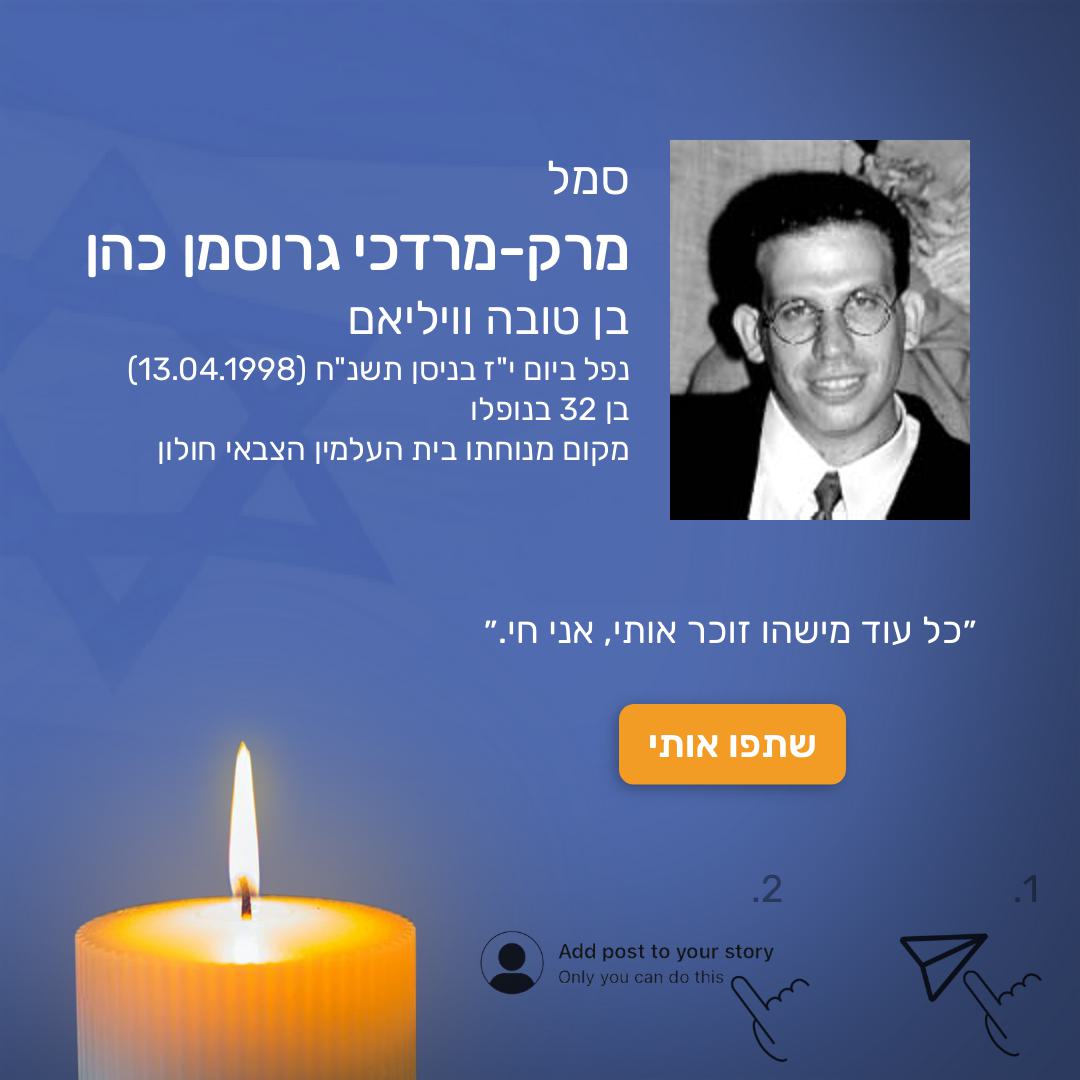 סמל
מרק-מרדכי גרוסמן כהן
בן טובה וויליאם
נפל ביום י"ז בניסן תשנ"ח (13.04.1998)
בן 32 בנופלו
מקום מנוחתו בית העלמין הצבאי חולון
״כל עוד מישהו זוכר אותי, אני חי.״
שתפו אותי
.1
.2
Add post to your story
Only you can do this